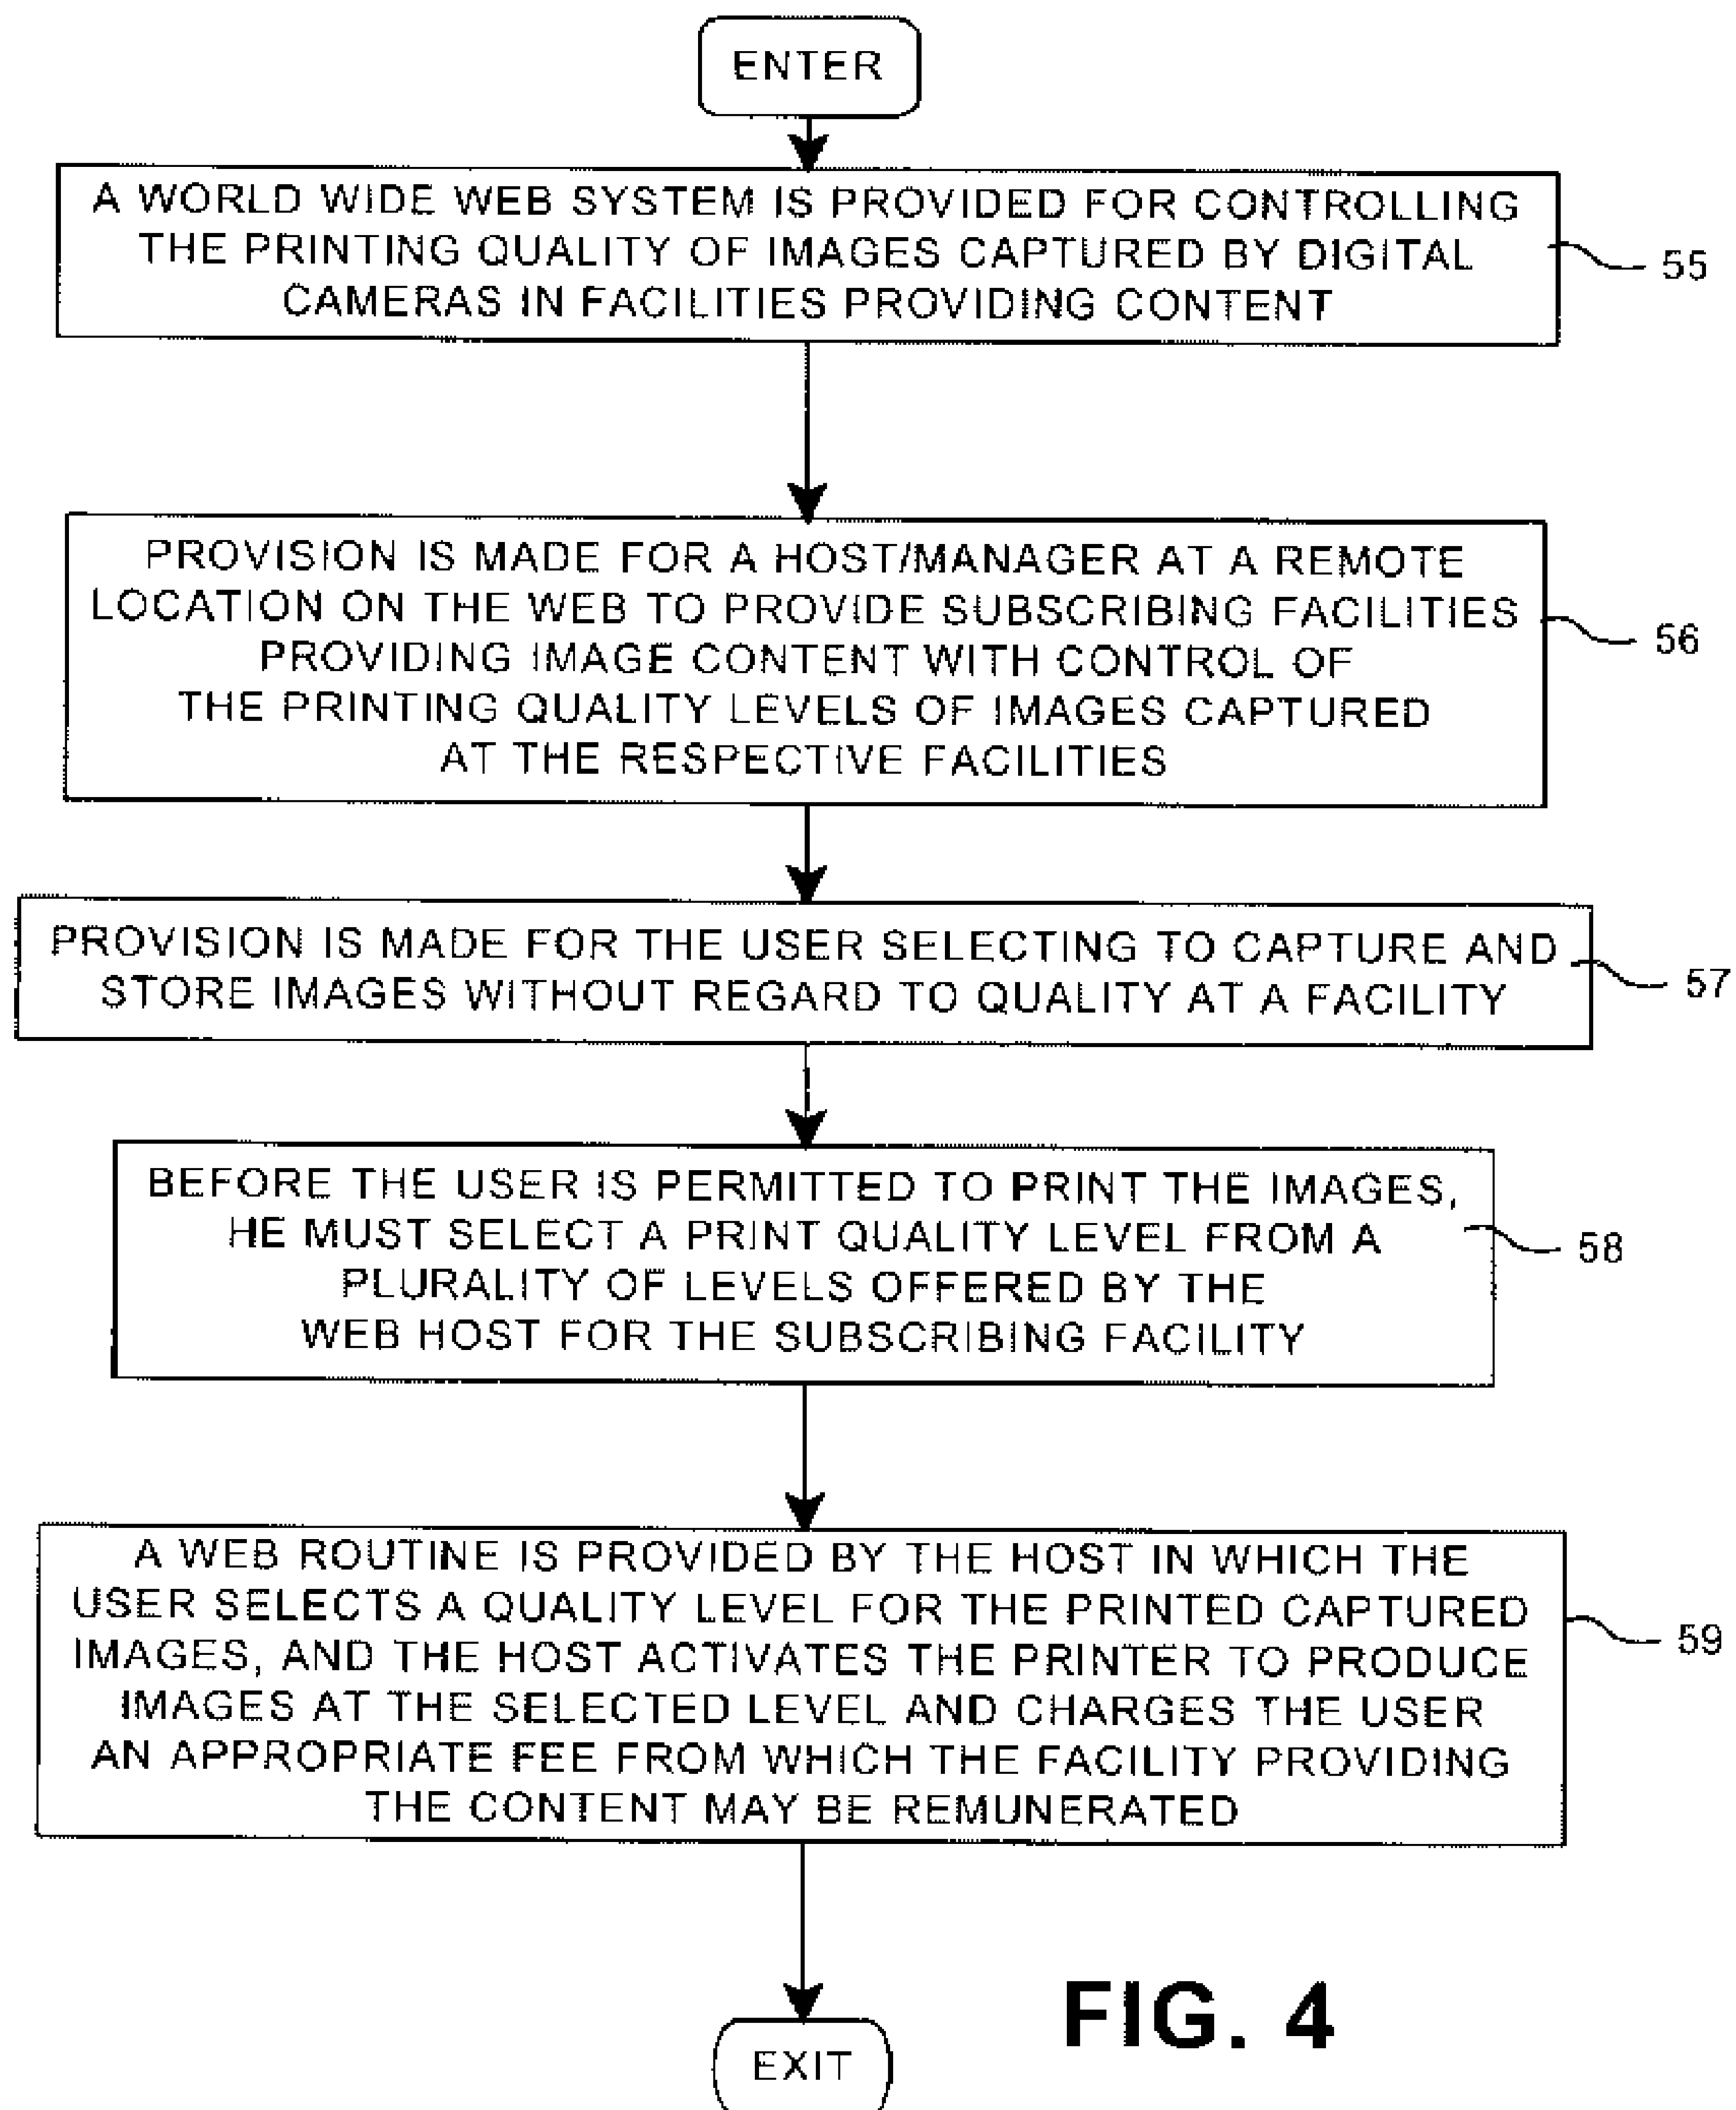 ENTER
A WORLD WIDE WEB SYSTEM IS PROVIDED FOR CONTROLLING
THE PRINTING QUALITY OF IMAGES CAPTURED BY DIGITAL
CAMERAS IN FACILITIES PROVIDING CONTENT
55
PROVISION IS MADE FOR A HOST/MANAGER AT A REMOTE
LOCATION ON THE WEB TO PROVIDE SUBSCRIBING FACILITIES
PROVIDING IMAGE CONTENT WITH CONTROL OF
THE PRINTING QUALITY LEVELS OF IMAGES CAPTURED
AT THE RESPECTIVE FACILITIES
56
PROVISION IS MADE FOR THE USER SELECTING TO CAPTURE AND
STORE IMAGES WITHOUT REGARD TO QUALITY AT A FACILITY
57
BEFORE THE USER IS PERMITTED TO PRINT THE IMAGES,
HE MUST SELECT A PRINT QUALITY LEVEL FROM A
PLURALITY OF LEVELS OFFERED BY THE
WEB HOST FOR THE SUBSCRIBING FACILITY
58
A WEB ROUTINE IS PROVIDED BY THE HOST IN WHICH THE
USER SELECTS A QUALITY LEVEL FOR THE PRINTED CAPTURED
IMAGES, AND THE HOST ACTIVATES THE PRINTER TO PRODUCE
IMAGES AT THE SELECTED LEVEL AND CHARGES THE USER
AN APPROPRIATE FEE FROM WHICH THE FACILITY PROVIDING
THE CONTENT MAY BE REMUNERATED
59
EXIT
FIG. 4